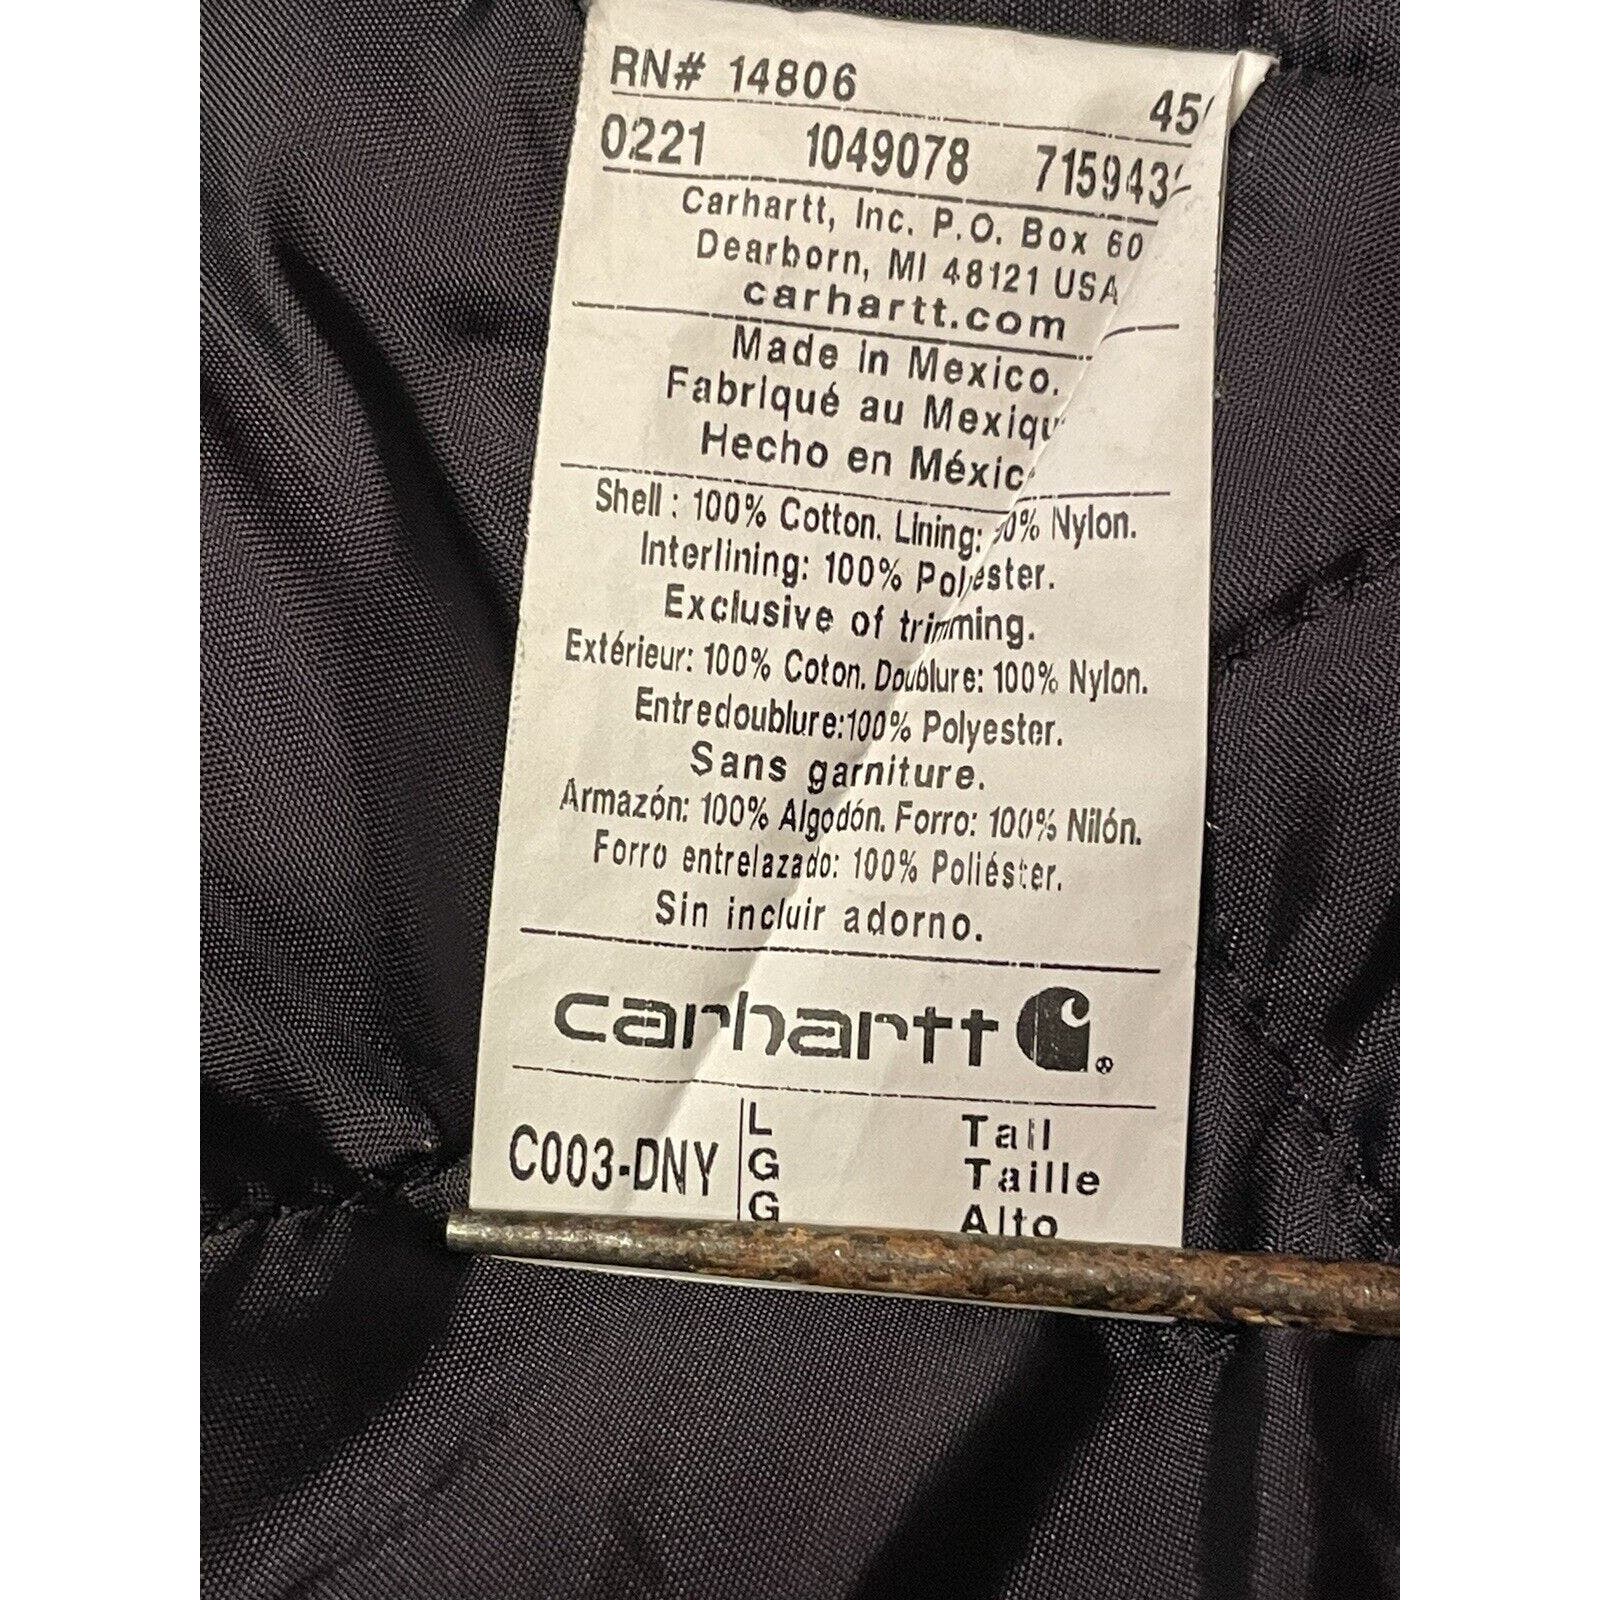 RN# 14806
0221 1049078
Carhartt, Inc. P.O. Box 60
Dearborn, MI 48121 USA
carhartt.com
Made in Mexico.
Fabriqué au
Hecho en
Shell : 100% Cotton. Lining: Nylon.
Interlining: 100% Polyester.
Exclusive of trimming.
Extérieur: 100% Coton. Doublure: 100% Nylon.
Entredoublure:100% Polyester.
Sans garniture.
Armazón: 100% Algodón. Forro: 100% Nilón.
Forro entrelazado: 100% Poliéster.
Sin incluir adorno.
carhartt
C003-DNY
L Tall
G Taille
G Alto